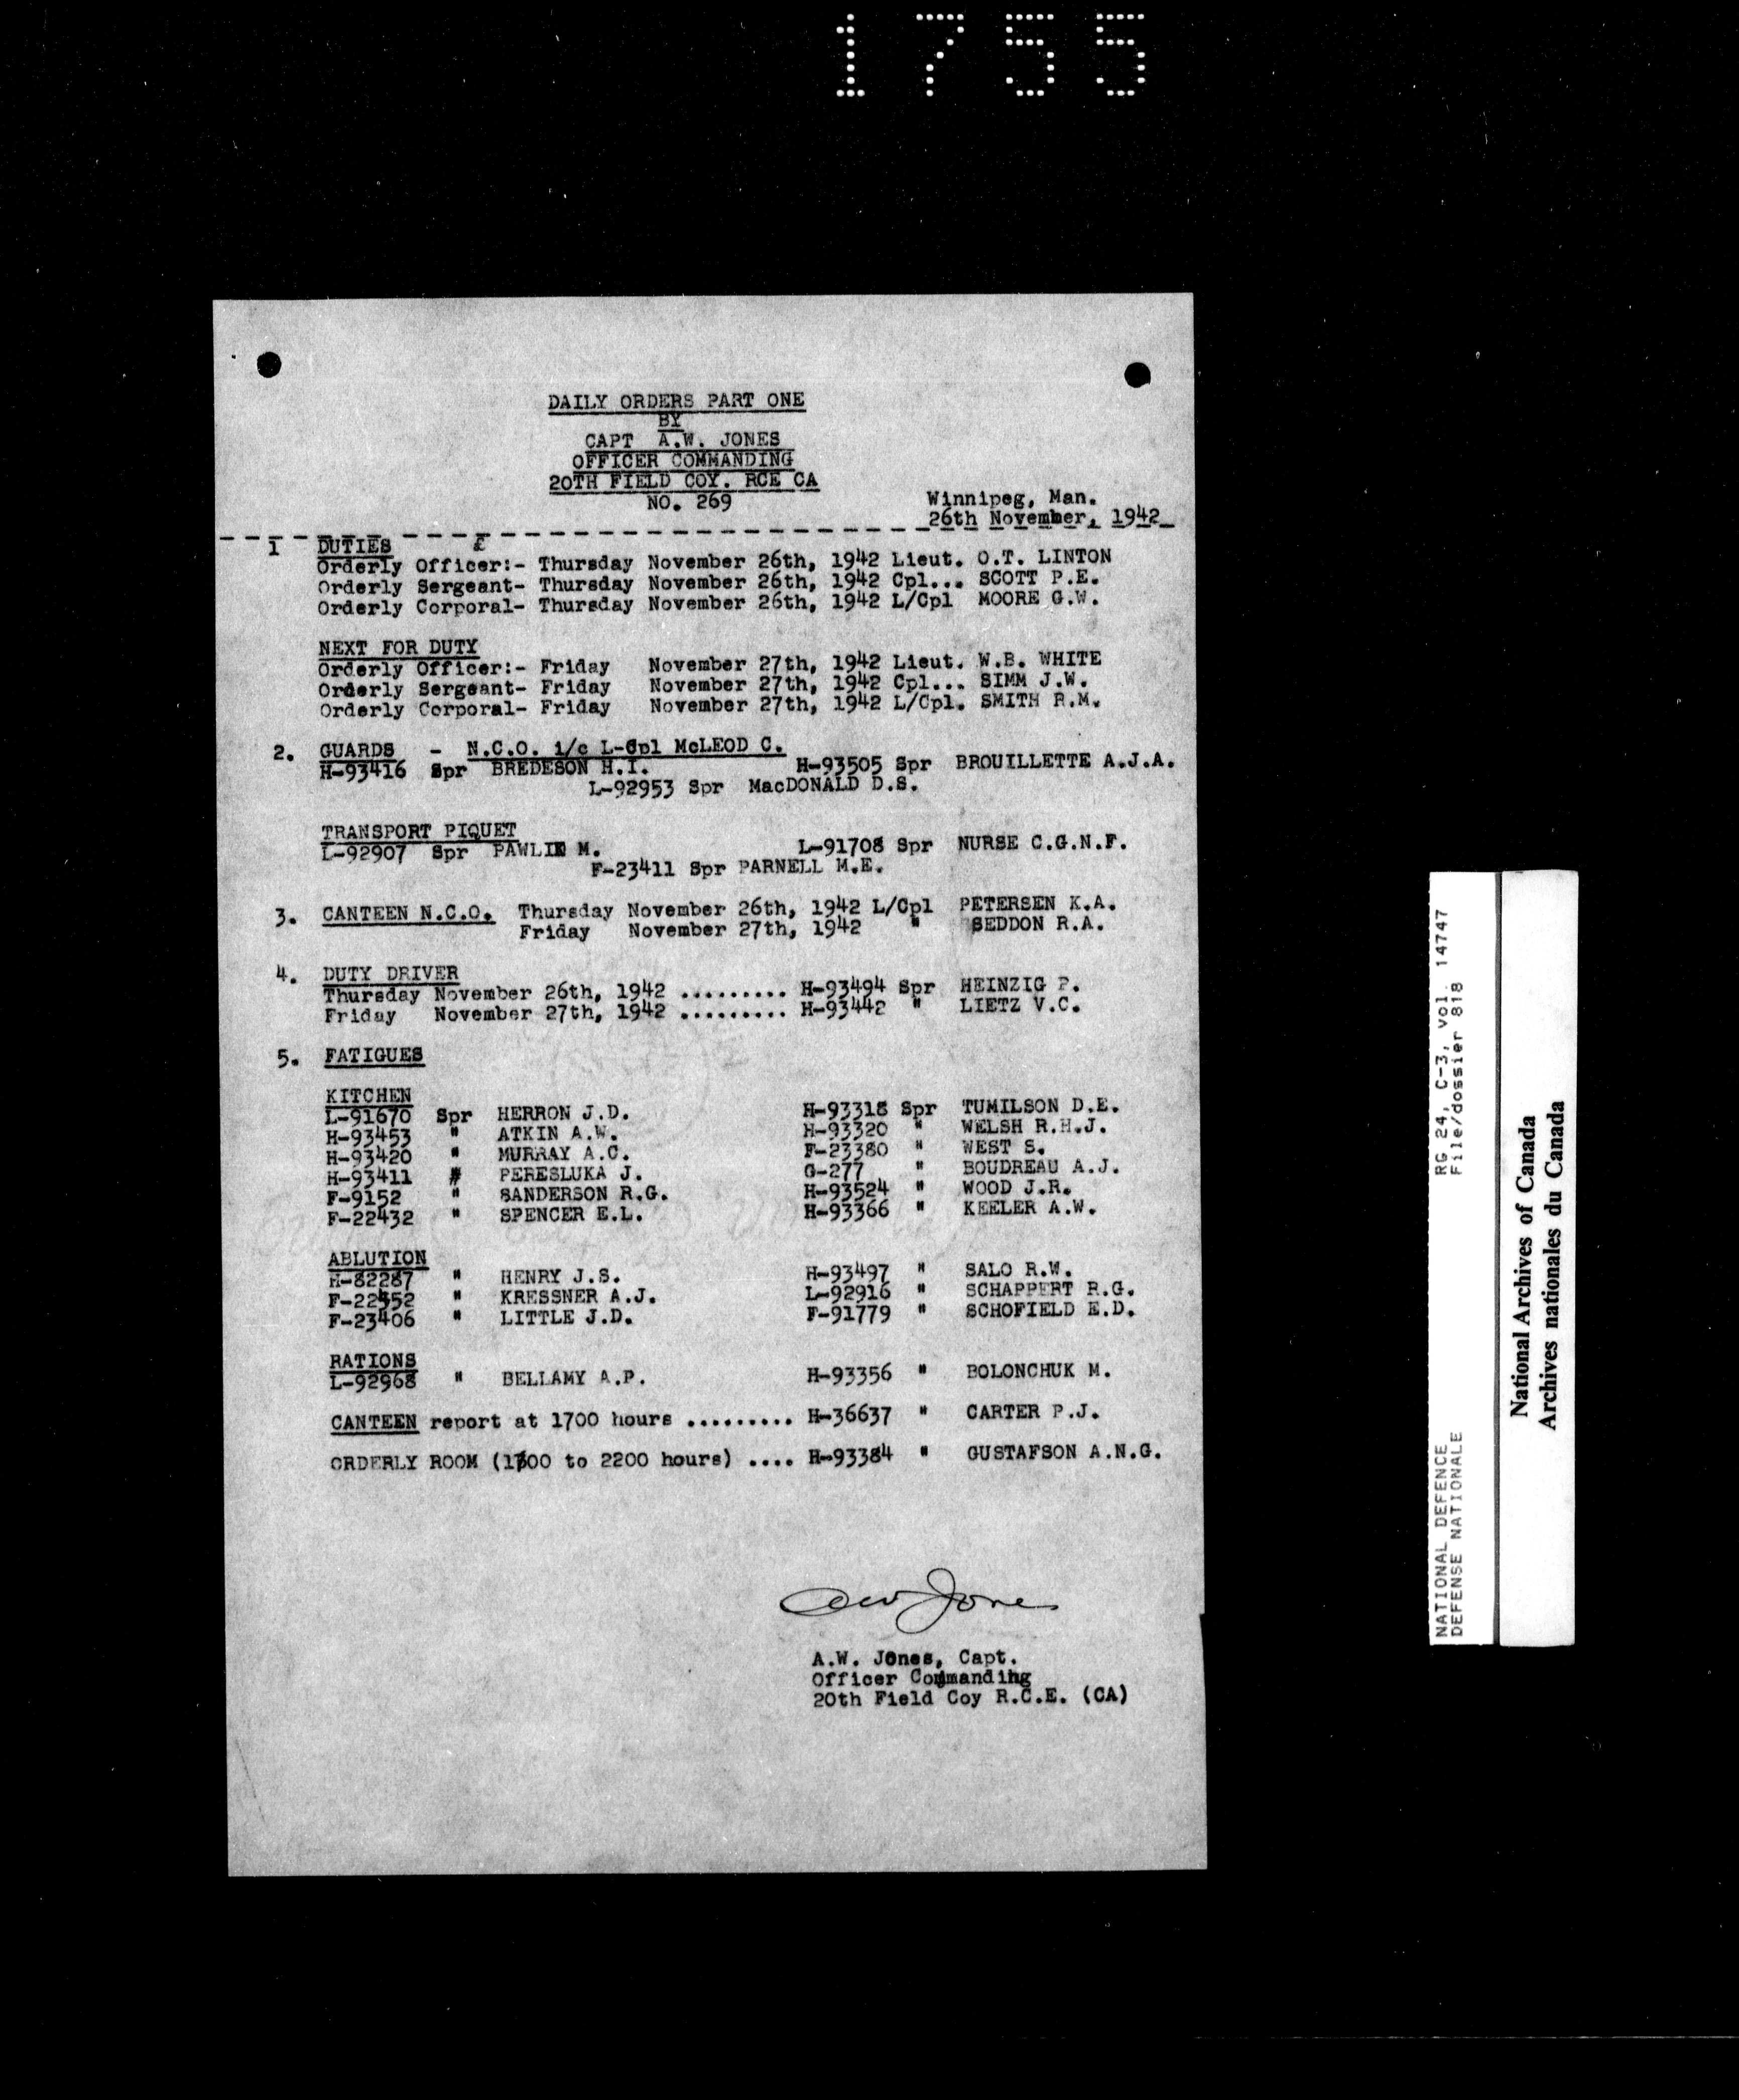 1755
DAILY ORDERS PART ONE
BY
CAPT A.W. JONES
OFFICER COMMANDING
20TH FIELD COY. RCE CA
NO. 269
Winnipeg, Man.
26th November, 1942
1 DUTIES £
Orderly Officer:- Thursday November 26th, 1942 Lieut. O.T. LINTON
Orderly Sergeant- Thursday November 26th, 1942 Cpl... SCOTT P.E.
Orderly Corporal- Thursday November 26th, 1942 L/Cpl MOORE G.W.
NEXT FOR DUTY
Orderly Officer:- Friday November 27th, 1942 Lieut. W.B. WHITE
Orderly Sergeant- Friday November 27th, 1942 Cpl... SIMM J.W.
Orderly Corporal- Friday November 27th, 1942 L/Cpl. SMITH R.M.
2. GUARDS - N.C.O. i/c L-Cpl McLEOD C.
H-93416 Spr BREDESON H.I. H-93505 Spr BROUILLETTE A.J.A.
L-92953 Spr MacDONALD D.S.
TRANSPORT PIQUET
L-92907 Spr M. L-91708 Spr NURSE C.G.N.F.
F-23411 Spr PARNELL M.E.
3. CANTEEN N.C.O. Thursday November 26th, 1942 L/Cpl PETERSEN K.A.
Friday November 27th, 1942 " SEDDON R.A.
4. DUTY DRIVER
Thursday November 26th, 1942 ......... H-93494 Spr HEINZIG P.
Friday November 27th, 1942 ......... H-93442 " LIETZ V.C.
5. FATIGUES
KITCHEN
L-91670 Spr HERRON J.D. H-93318 Spr TUMILSON D.E.
H-93453 " ATKIN A.W. H-93320 " WELSH R.H.J.
H-93420 " MURRAY A.C. F-23380 " WEST S.
H-93411 # PERESLUKA J. G-277 " BOUDREAU A.J.
F-9152 " SANDERSON R.G. H-93524 " WOOD J.R.
F-22432 " SPENCER E.L. H-93366 " KEELER A.W.
ABLUTION
H-82287 " HENRY J.S. H-93497 " SALO R.W.
" KRESSNER A.J. L-92916 " SCHAPPERT R.G.
F-23406 " LITTLE J.D. F-91779 " SCHOFIELD E.D.
RATIONS
L-92968 " BELLAMY A.P. H-93356 " BOLONCHUK M.
CANTEEN report at 1700 hours ......... H-36637 " CARTER P.J.
ORDERLY ROOM to 2200 hours) .... H-93384 " GUSTAFSON A.N.G.
AW Jones
A.W. Jones, Capt.
Officer Commanding
20th Field Coy R.C.E. (CA)
NATIONAL DEFENCE RG 24, C-3, vol. 14747
DEFENSE NATIONALE File/dossier 818
National Archives of Canada
Archives nationales du Canada